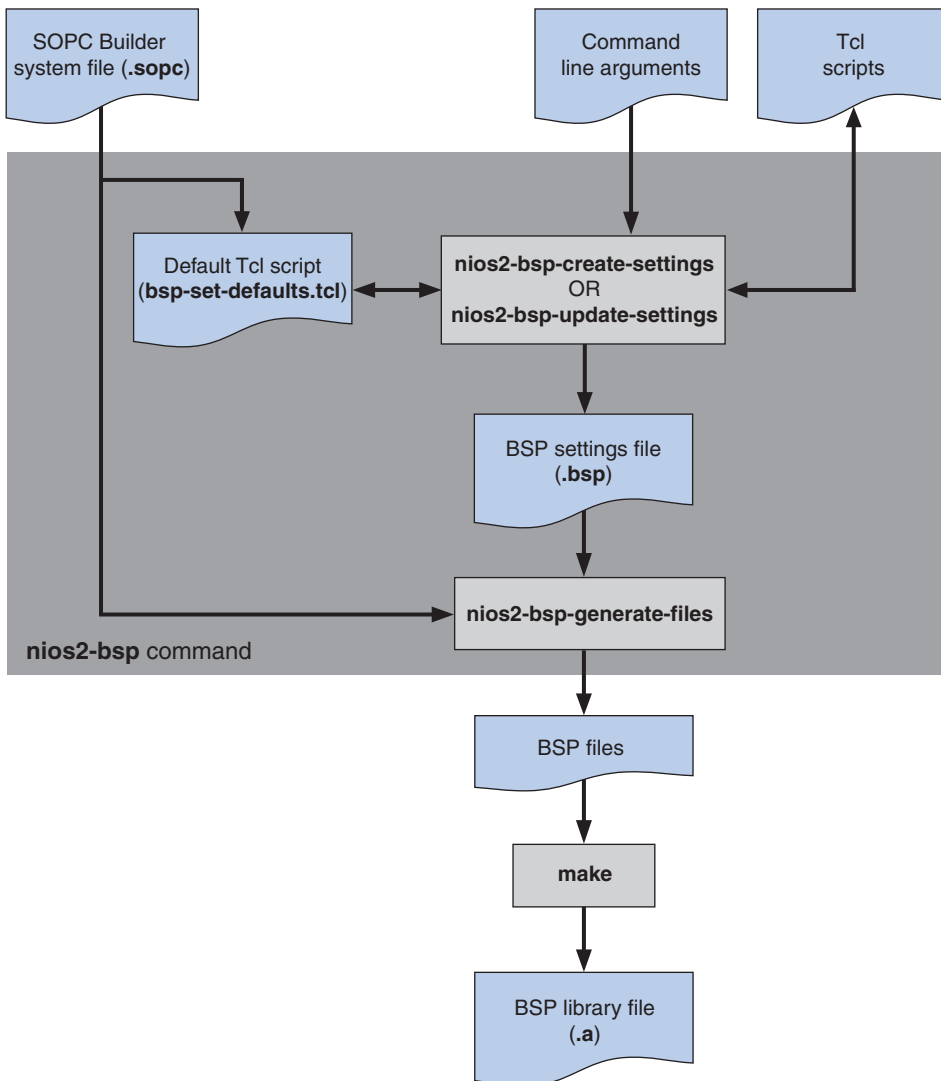 SOPC Builder
system file (.sopc)
Command
line arguments
Tcl
scripts
Default Tcl script
(bsp-set-defaults.tcl)
nios2-bsp-create-settings
OR
nios2-bsp-update-settings
BSP settings file
(.bsp)
nios2-bsp-generate-files
nios2-bsp command
BSP files
make
BSP library file
(.a)